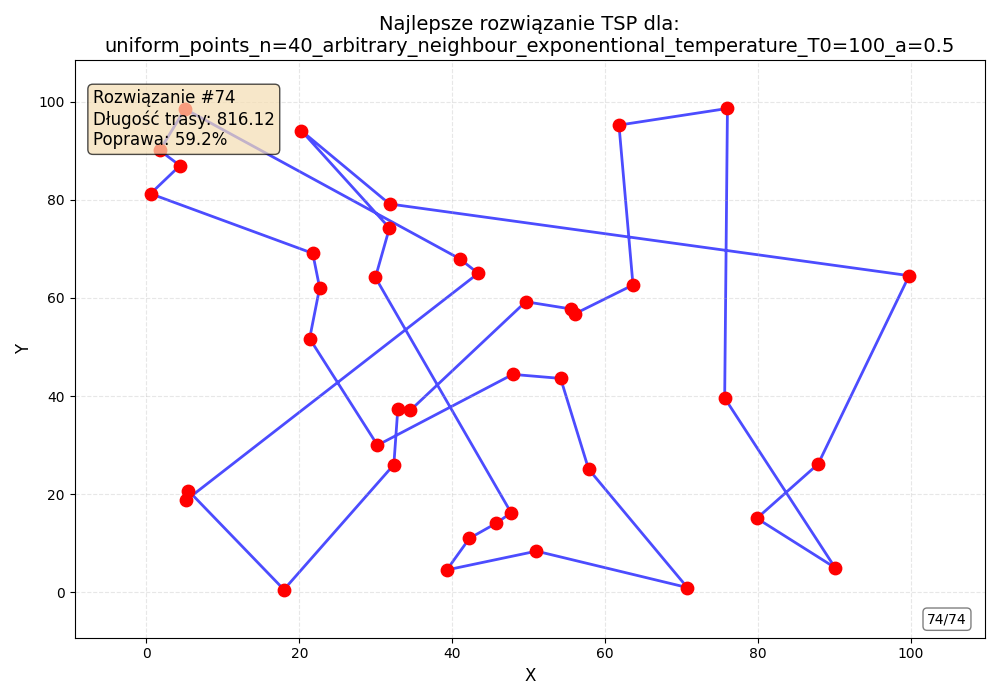 Najlepsze rozwiązanie TSP dla:
uniform_points_n=40_arbitrary_neighbour_exponential_temperature_T0=100_a=0.5
Rozwiązanie #74
Długość trasy: 816.12
Poprawa: 59.2%
Y
100
80
60
40
20
0
74/74
0
20
40
60
80
100
X